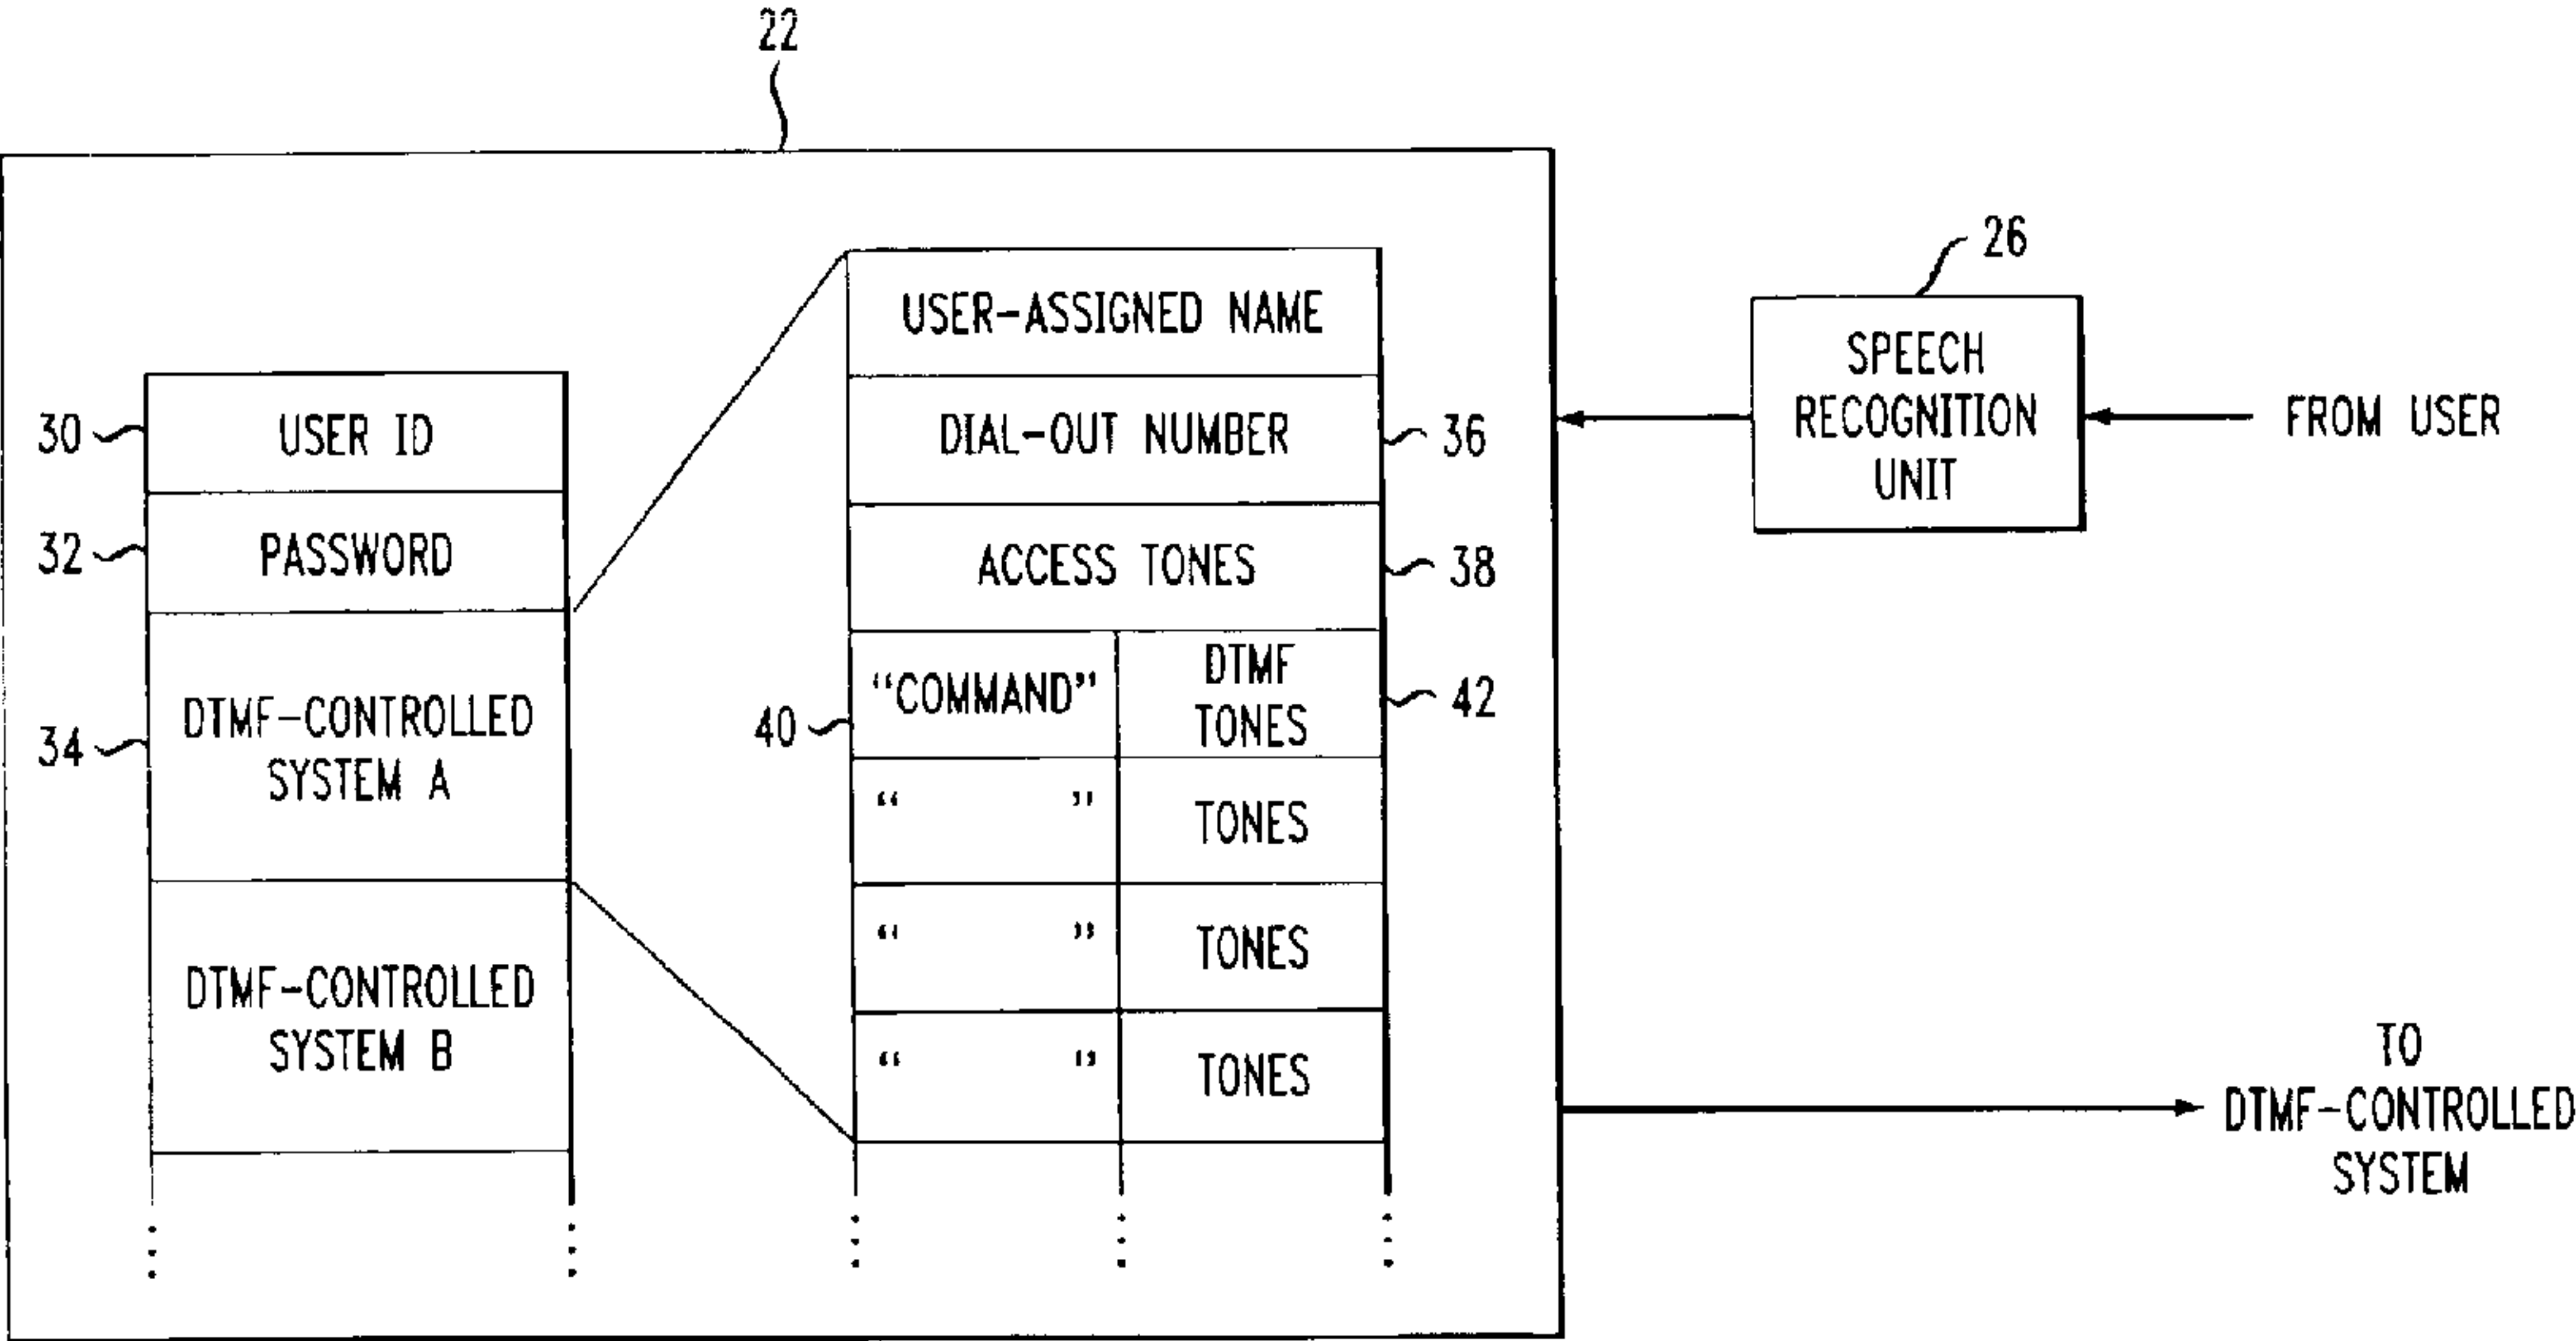 22
USER ID
PASSWORD
DTMF-CONTROLLED
SYSTEM A
DTMF-CONTROLLED
SYSTEM B
30
32
34
USER-ASSIGNED NAME
DIAL-OUT NUMBER
ACCESS TONES
"COMMAND"
DTMF
TONES
" "
TONES
" "
TONES
" "
TONES
36
38
40
42
26
SPEECH
RECOGNITION
UNIT
FROM USER
TO
DTMF-CONTROLLED
SYSTEM